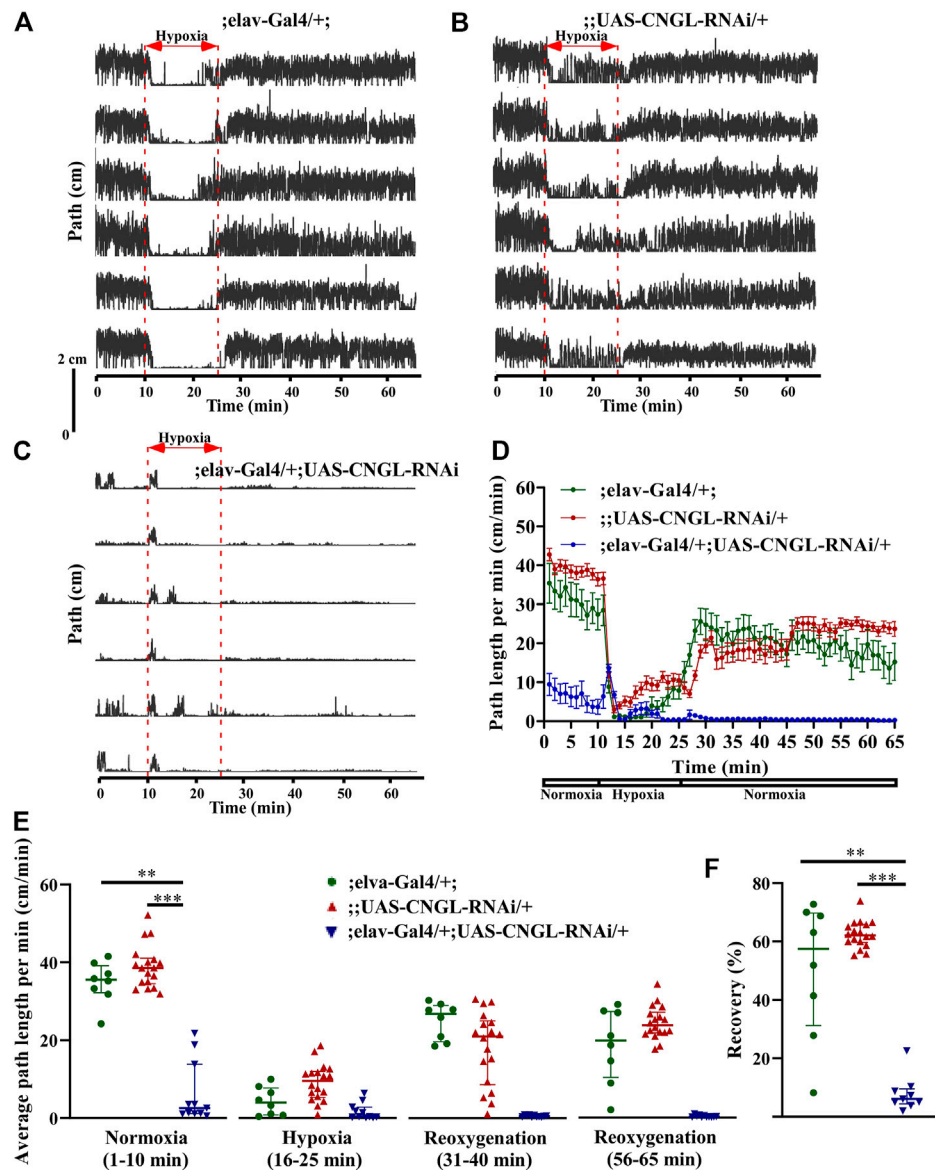 A
;elav-Gal4/+;
Hypoxia
Path (cm)
2 cm
0
0 10 20 30 40 50 60
Time (min)
B
;;UAS-CNGL-RNAi/+
Hypoxia
0 10 20 30 40 50 60
Time (min)
C
Hypoxia
;elav-Gal4/+;UAS-CNGL-RNAi
Path (cm)
0 10 20 30 40 50 60
Time (min)
D
;elav-Gal4/+;
;;UAS-CNGL-RNAi/+
;elav-Gal4/+;UAS-CNGL-RNAi/+
Path length per min (cm/min)
60
50
40
30
20
10
0
0 5 10 15 20 25 30 35 40 45 50 55 60 65
Time (min)
Normoxia Hypoxia Normoxia
E
Average path length per min (cm/min)
60
40
20
0
**
***
;elva-Gal4/+;
;;UAS-CNGL-RNAi/+
;elav-Gal4/+;UAS-CNGL-RNAi/+
Normoxia
(1-10 min)
Hypoxia
(16-25 min)
Reoxygenation
(31-40 min)
Reoxygenation
(56-65 min)
F
Recovery (%)
80
60
40
20
**
***